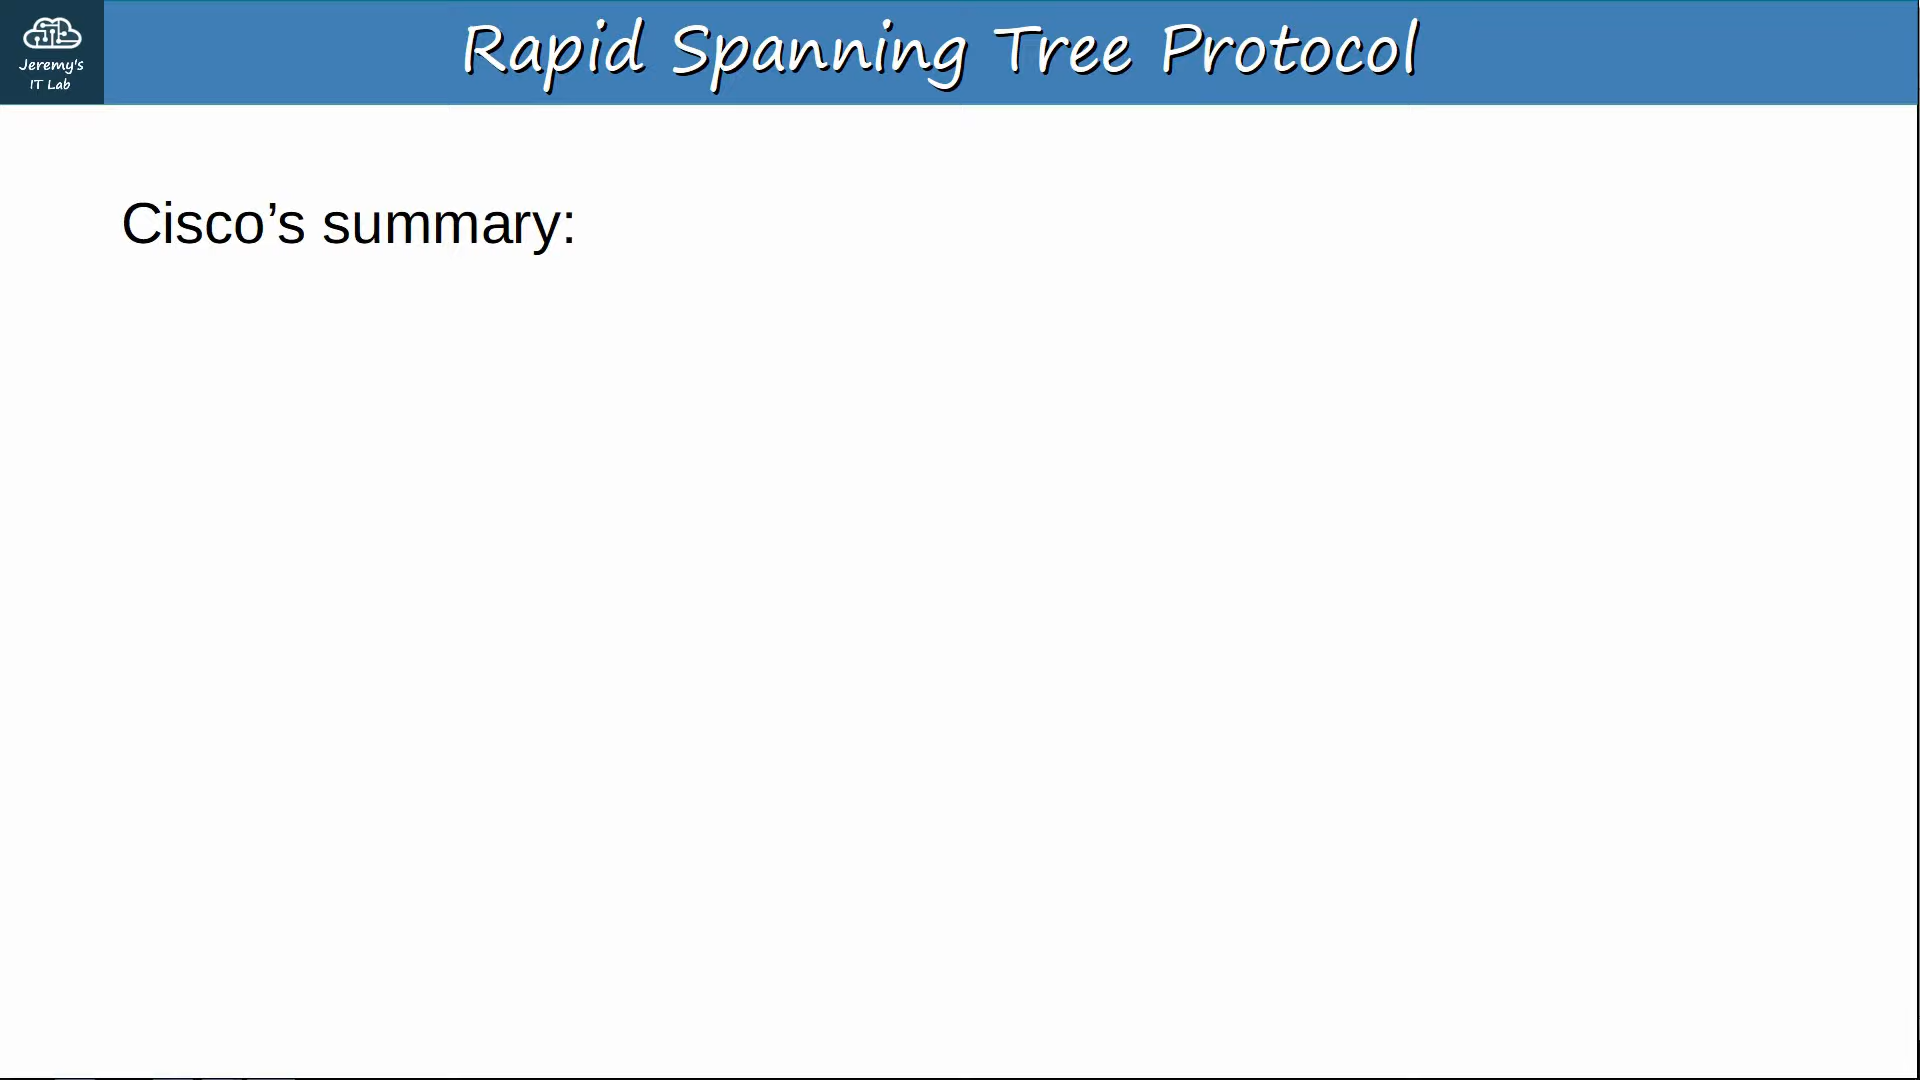 Jeremy's
IT Lab
Rapid Spanning Tree Protocol
Cisco’s summary: